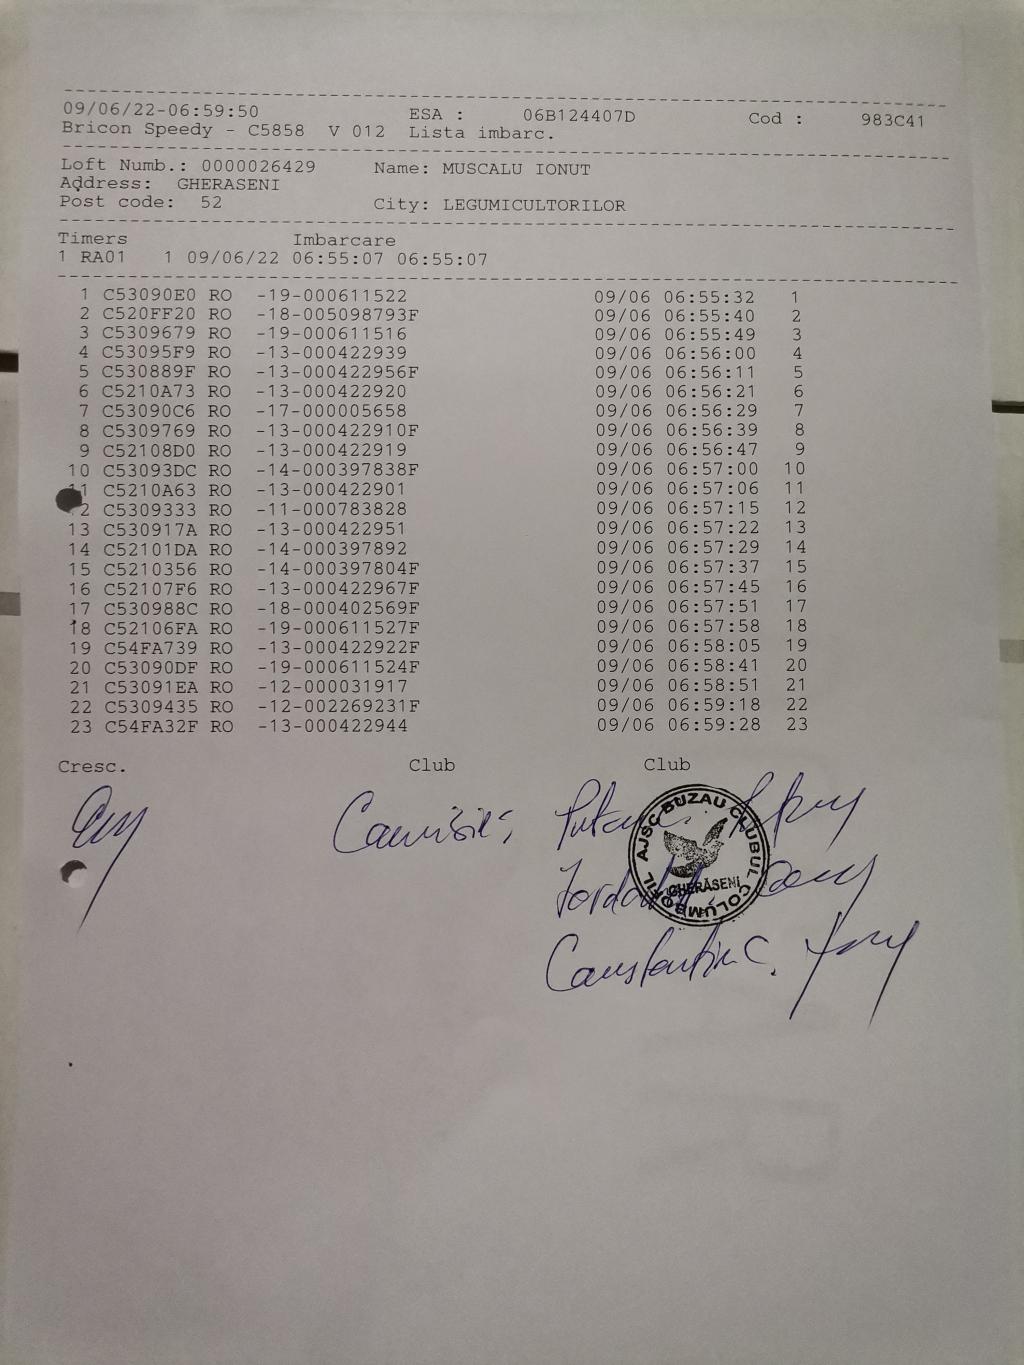 09/06/22-06:59:50 ESA : 06B124407D Cod : 983C41
Bricon Speedy - C5858 V 012 Lista imbarc.
Loft Numb.: 0000026429 Name: MUSCALU IONUT
Address: GHERASENI
Post code: 52 City: LEGUMICULTORILOR
Timers Imbarcare
1 RA01 1 09/06/22 06:55:07 06:55:07
1 C53090E0 RO -19-000611522 09/06 06:55:32 1
2 C520FF20 RO -18-005098793F 09/06 06:55:40 2
3 C5309679 RO -19-000611516 09/06 06:55:49 3
4 C53095F9 RO -13-000422939 09/06 06:56:00 4
5 C530889F RO -13-000422956F 09/06 06:56:11 5
6 C5210A73 RO -13-000422920 09/06 06:56:21 6
7 C53090C6 RO -17-000005658 09/06 06:56:29 7
8 C5309769 RO -13-000422910F 09/06 06:56:39 8
9 C52108D0 RO -13-000422919 09/06 06:56:47 9
10 C53093DC RO -14-000397838F 09/06 06:57:00 10
11 C5210A63 RO -13-000422901 09/06 06:57:06 11
2 C5309333 RO -11-000783828 09/06 06:57:15 12
13 C530917A RO -13-000422951 09/06 06:57:22 13
14 C52101DA RO -14-000397892 09/06 06:57:29 14
15 C5210356 RO -14-000397804F 09/06 06:57:37 15
16 C52107F6 RO -13-000422967F 09/06 06:57:45 16
17 C530988C RO -18-000402569F 09/06 06:57:51 17
18 C52106FA RO -19-000611527F 09/06 06:57:58 18
19 C54FA739 RO -13-000422922F 09/06 06:58:05 19
20 C53090DF RO -19-000611524F 09/06 06:58:41 20
21 C53091EA RO -12-000031917 09/06 06:58:51 21
22 C5309435 RO -12-002269231F 09/06 06:59:18 22
23 C54FA32F RO -13-000422944 09/06 06:59:28 23
Cresc. Club Club
AJSC BUZAU CLUBUL COLUMBOFIL
GHERĂSENI
Constantin C.